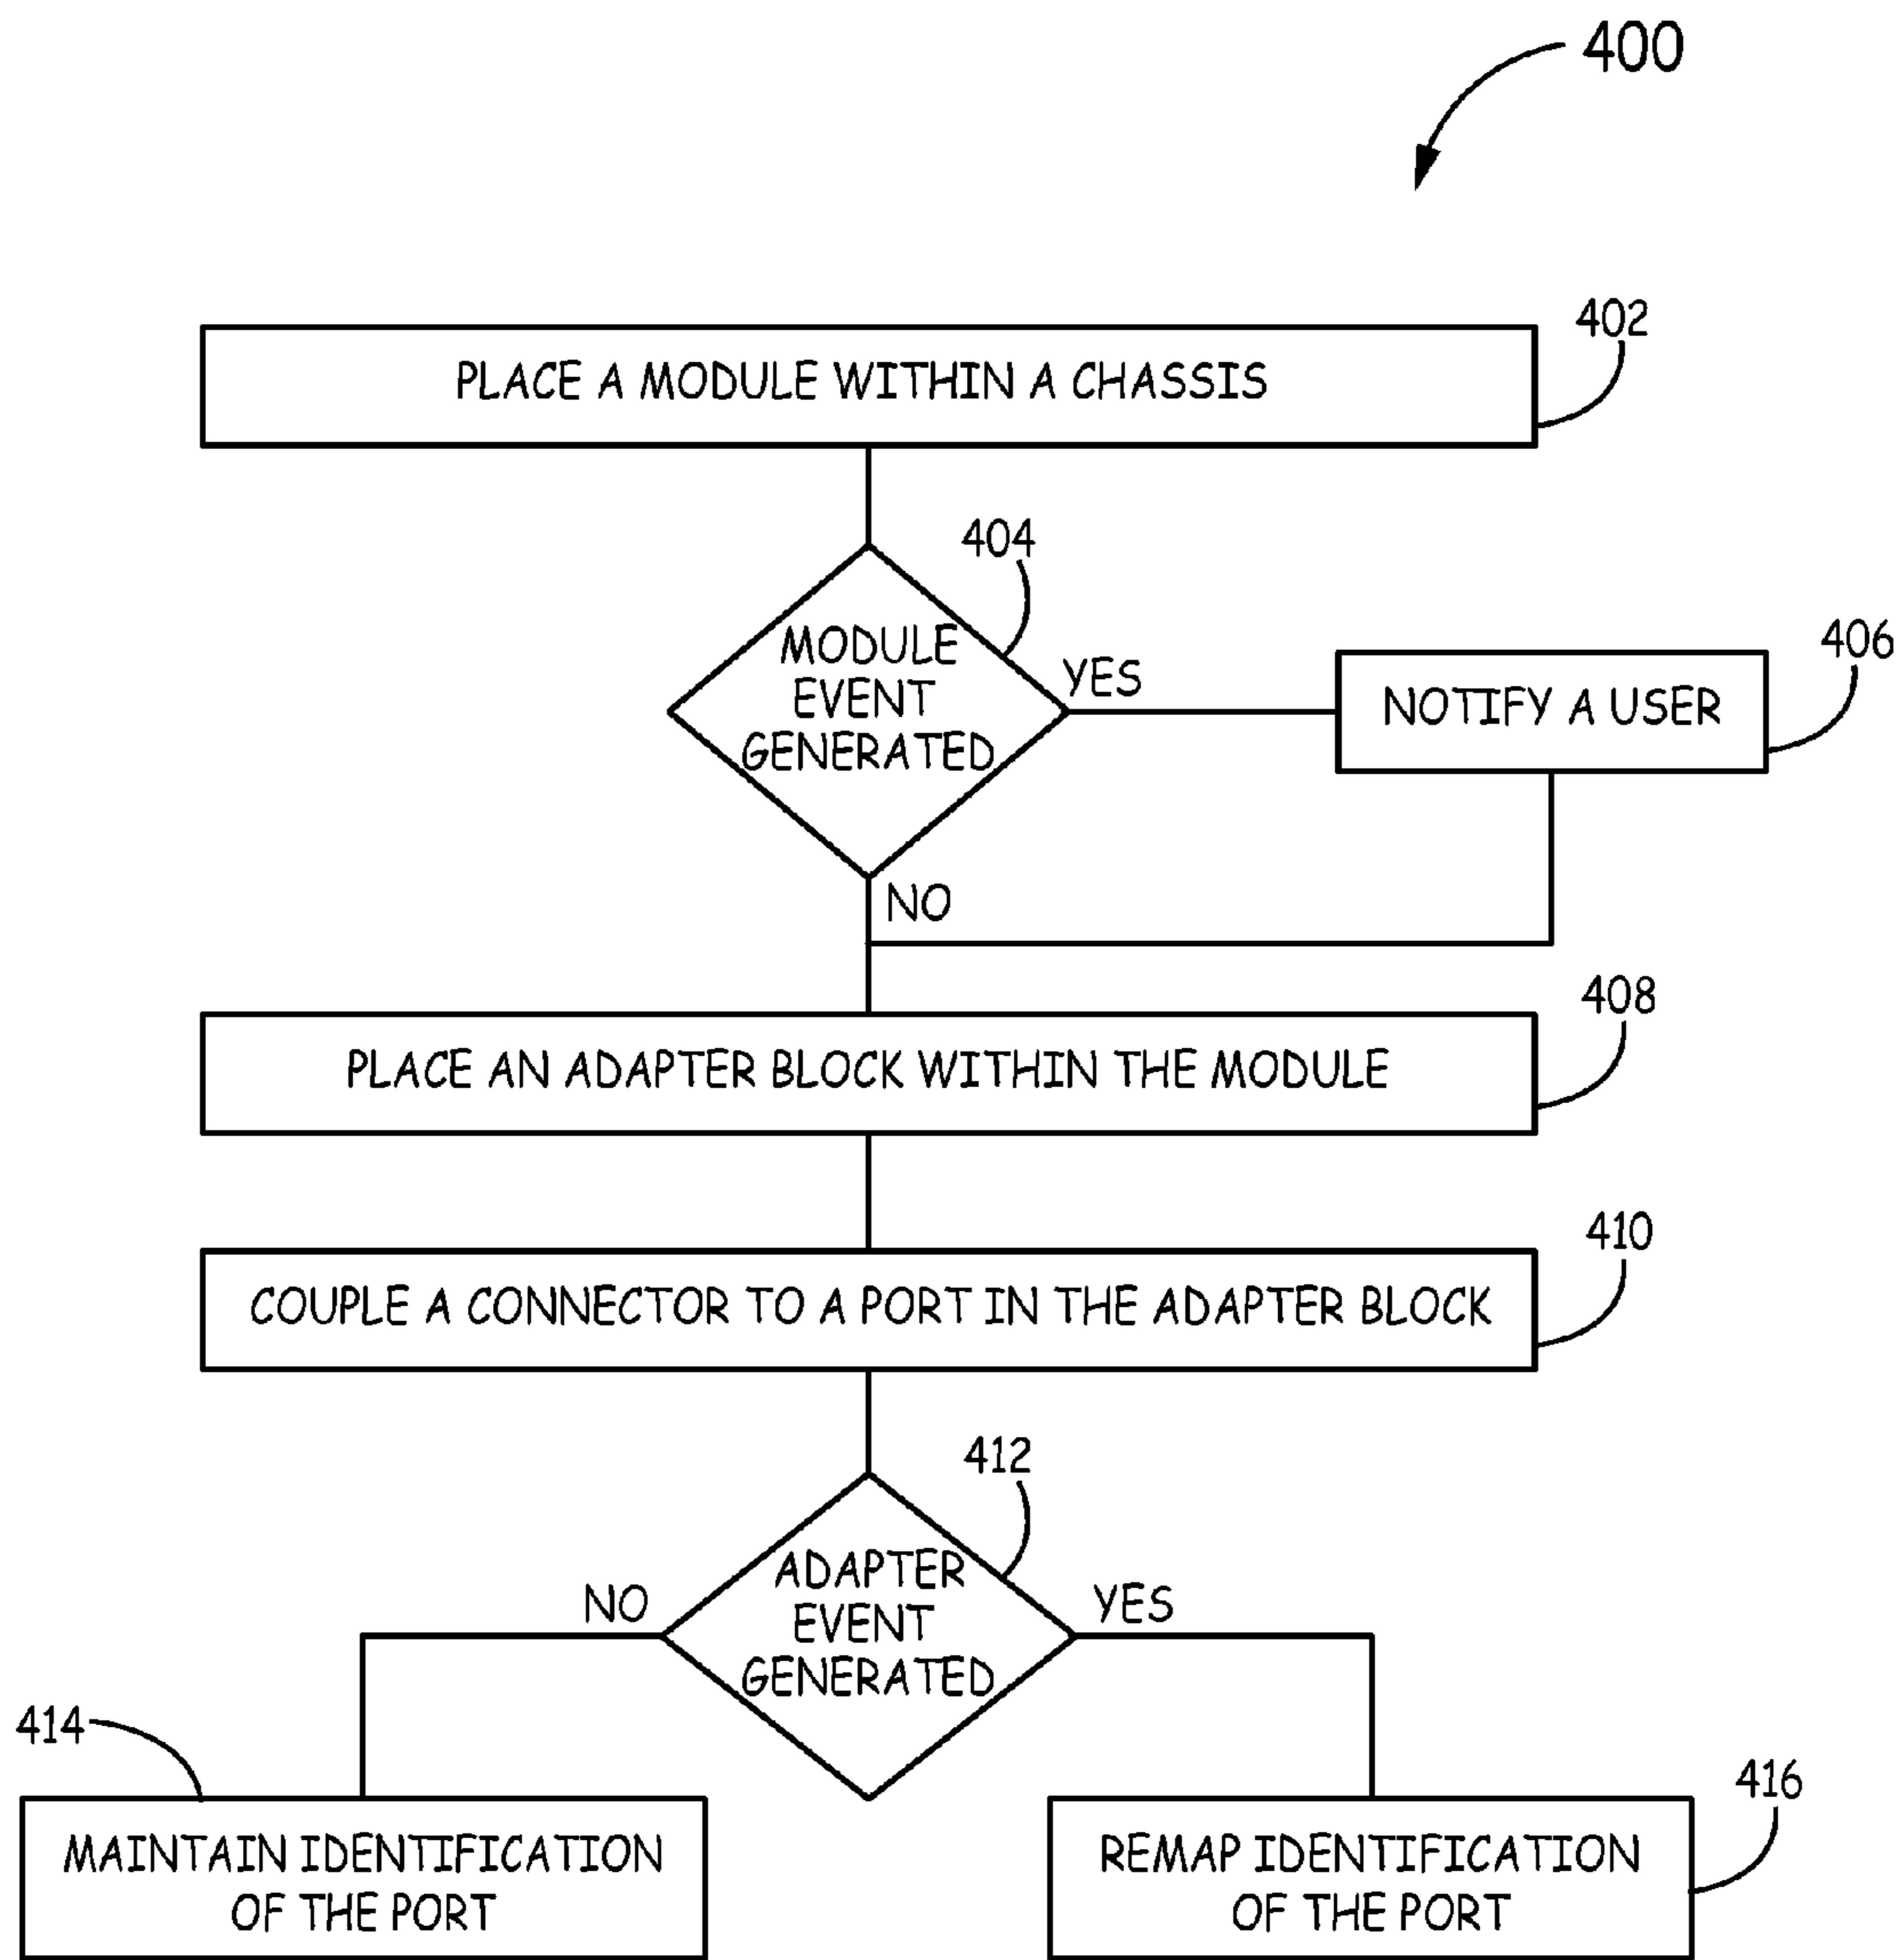 400
402
PLACE A MODULE WITHIN A CHASSIS
404
MODULE
EVENT
GENERATED
YES
406
NOTIFY A USER
NO
408
PLACE AN ADAPTER BLOCK WITHIN THE MODULE
410
COUPLE A CONNECTOR TO A PORT IN THE ADAPTER BLOCK
412
ADAPTER
EVENT
GENERATED
NO
YES
414
MAINTAIN IDENTIFICATION
OF THE PORT
416
REMAP IDENTIFICATION
OF THE PORT